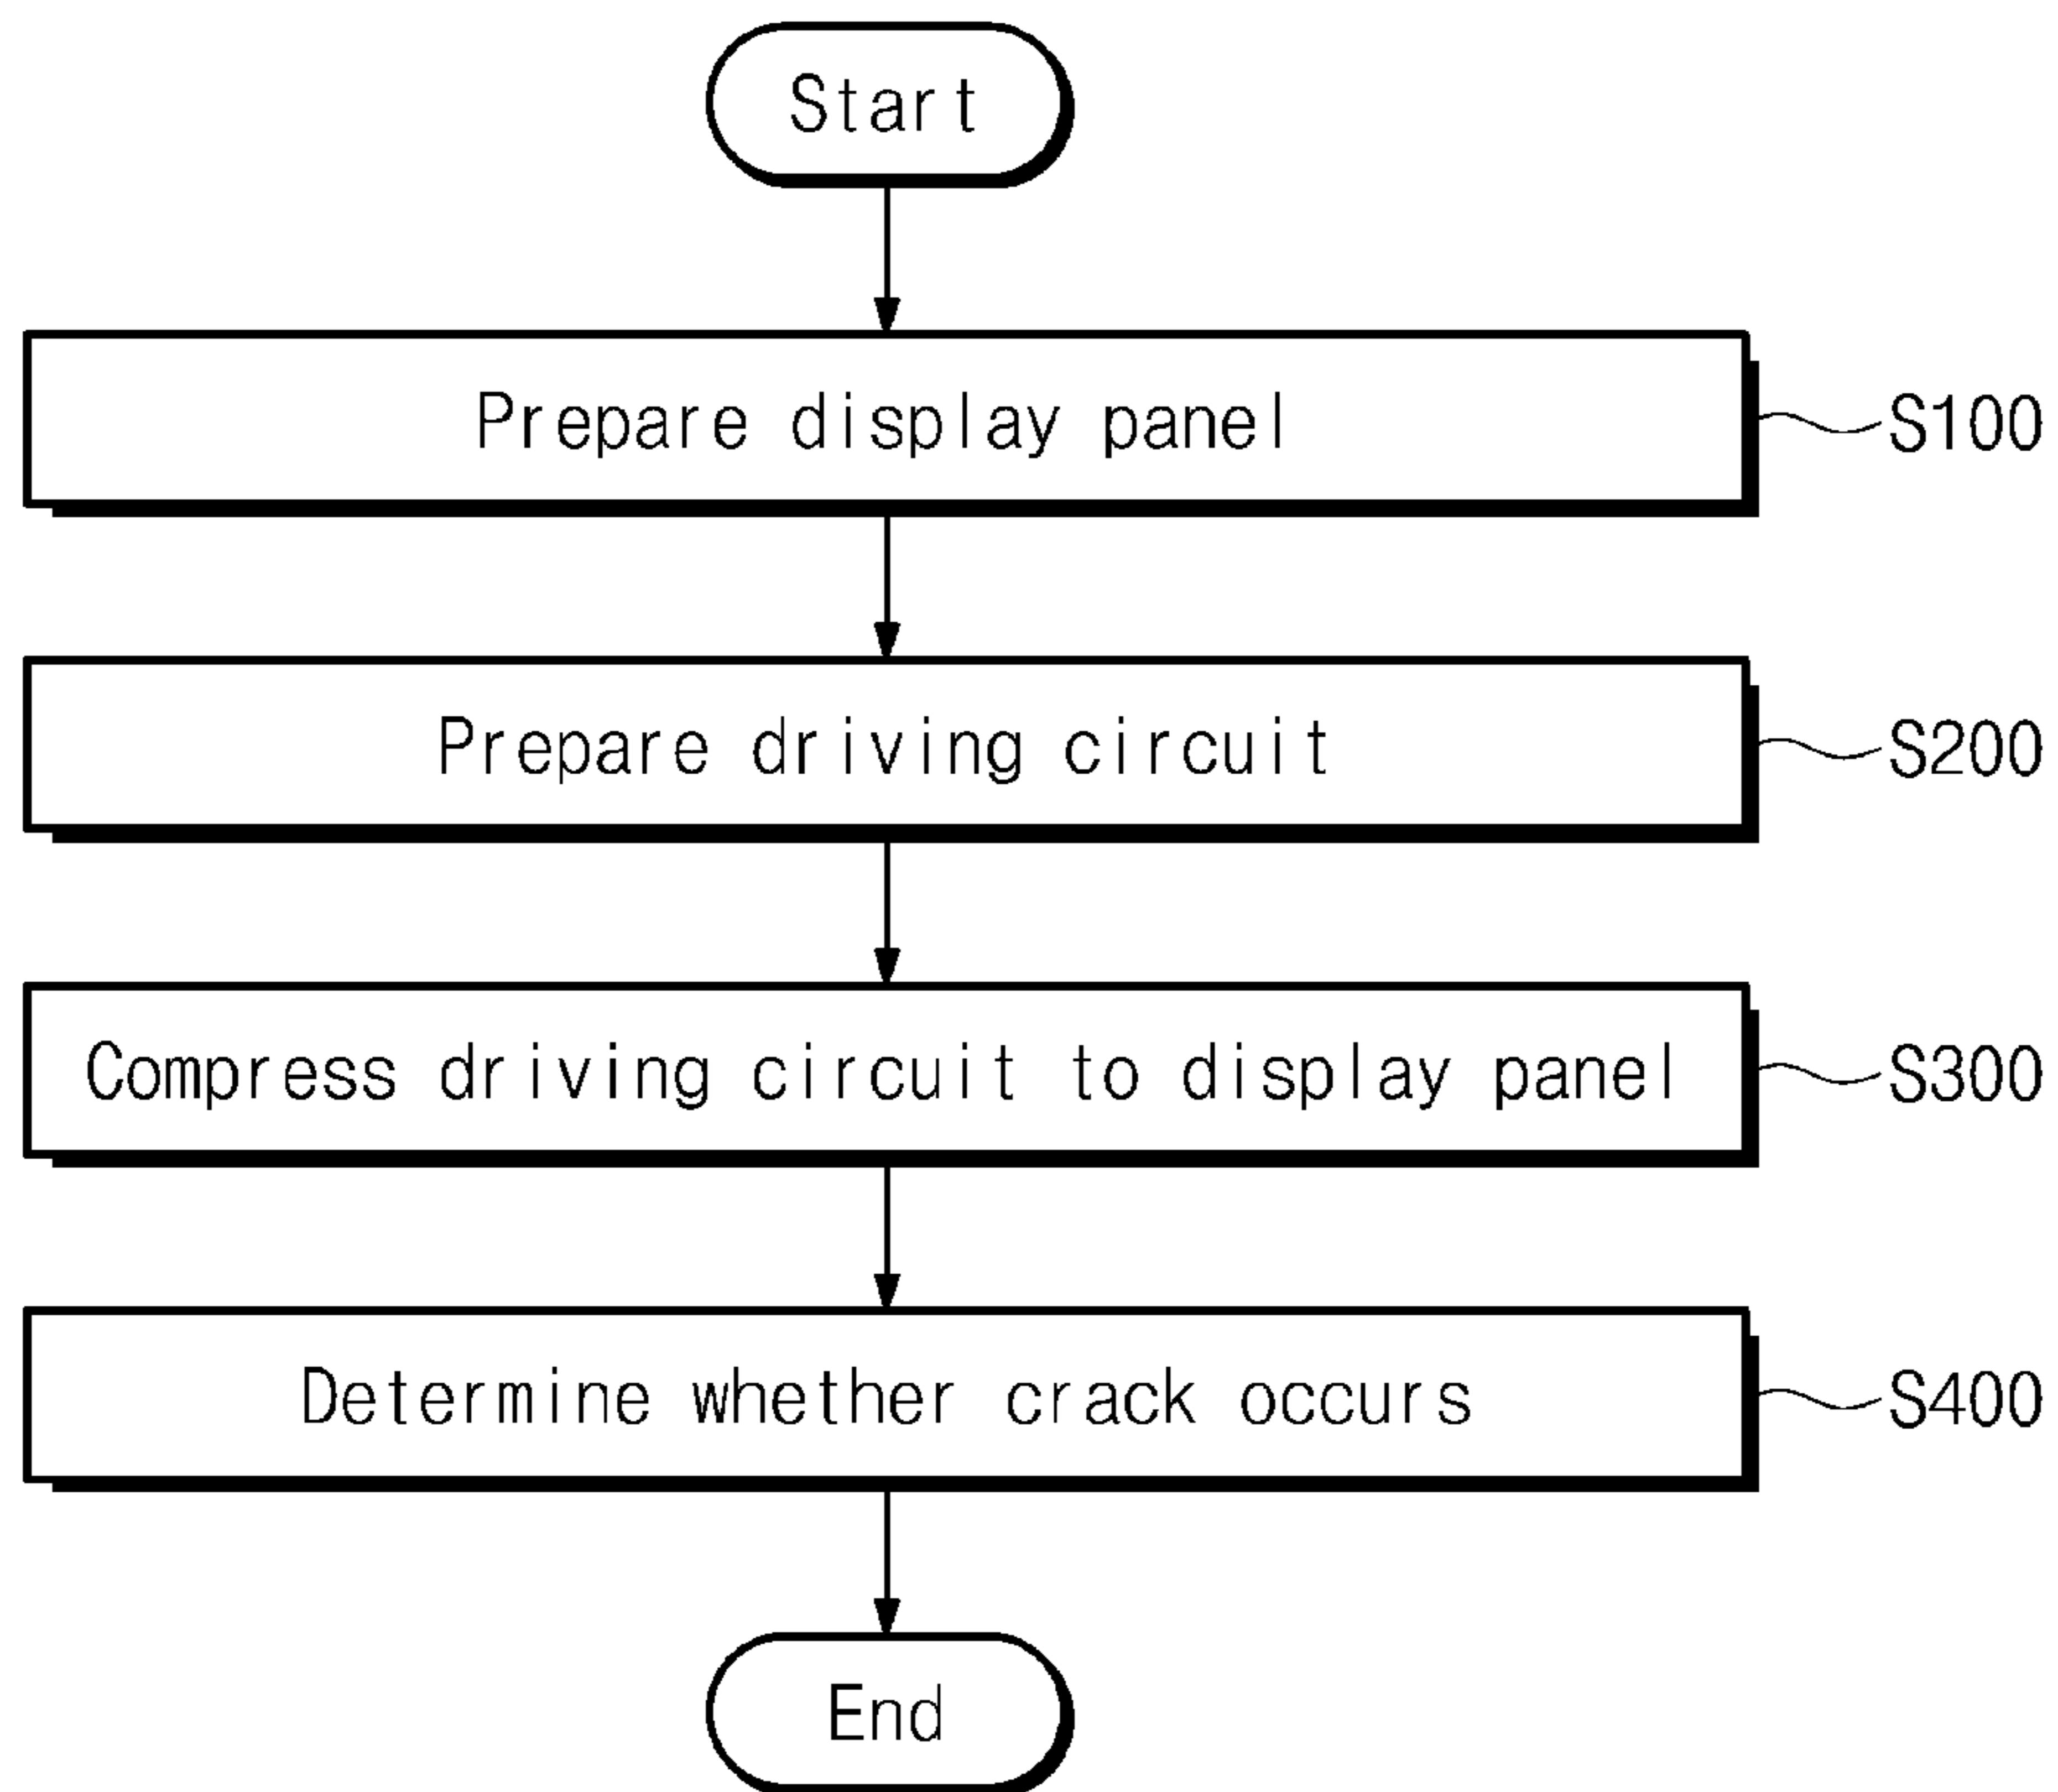 Start
Prepare display panel
S100
Prepare driving circuit
S200
Compress driving circuit to display panel
S300
Determine whether crack occurs
S400
End